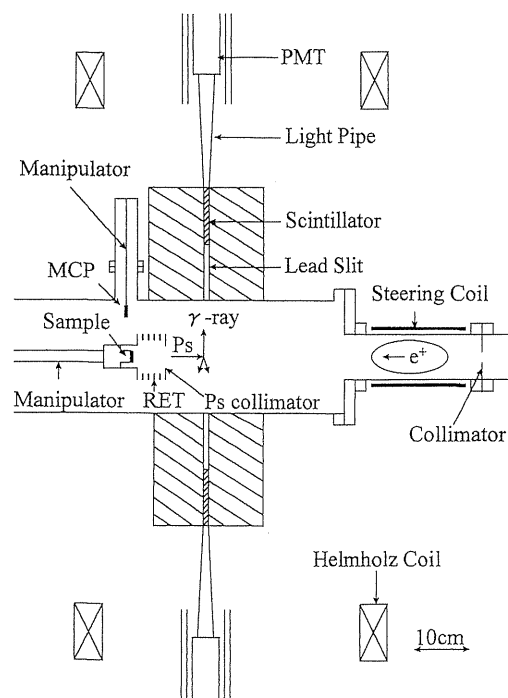 PMT
Light Pipe
Manipulator
Scintillator
MCP
Lead Slit
Steering Coil
Sample
γ-ray
Ps
e+
Manipulator
RET
Ps collimator
Collimator
Helmholz Coil
10cm